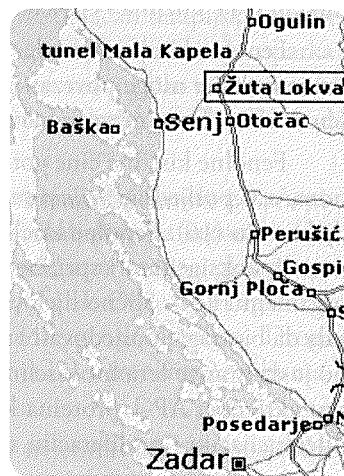 Ogulin
tunel Mala Kapela
Žuta Lokva
Baška
Senj
Otočac
Perušić
Gospi
Gornj Ploča
S
Posedarje
N
Zadar